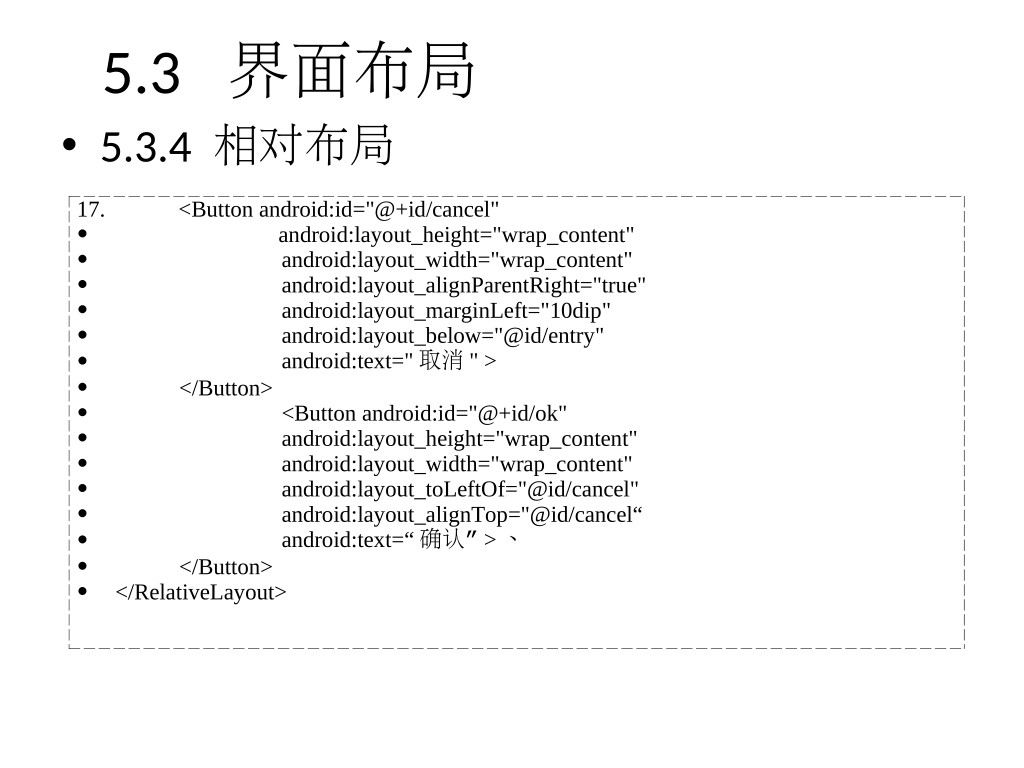 5.3 界面布局
• 5.3.4 相对布局
17. <Button android:id="@+id/cancel"
• android:layout_height="wrap_content"
• android:layout_width="wrap_content"
• android:layout_alignParentRight="true"
• android:layout_marginLeft="10dip"
• android:layout_below="@id/entry"
• android:text=" 取消 " >
• </Button>
• <Button android:id="@+id/ok"
• android:layout_height="wrap_content"
• android:layout_width="wrap_content"
• android:layout_toLeftOf="@id/cancel"
• android:layout_alignTop="@id/cancel“
• android:text=“ 确认” > 、
• </Button>
• </RelativeLayout>